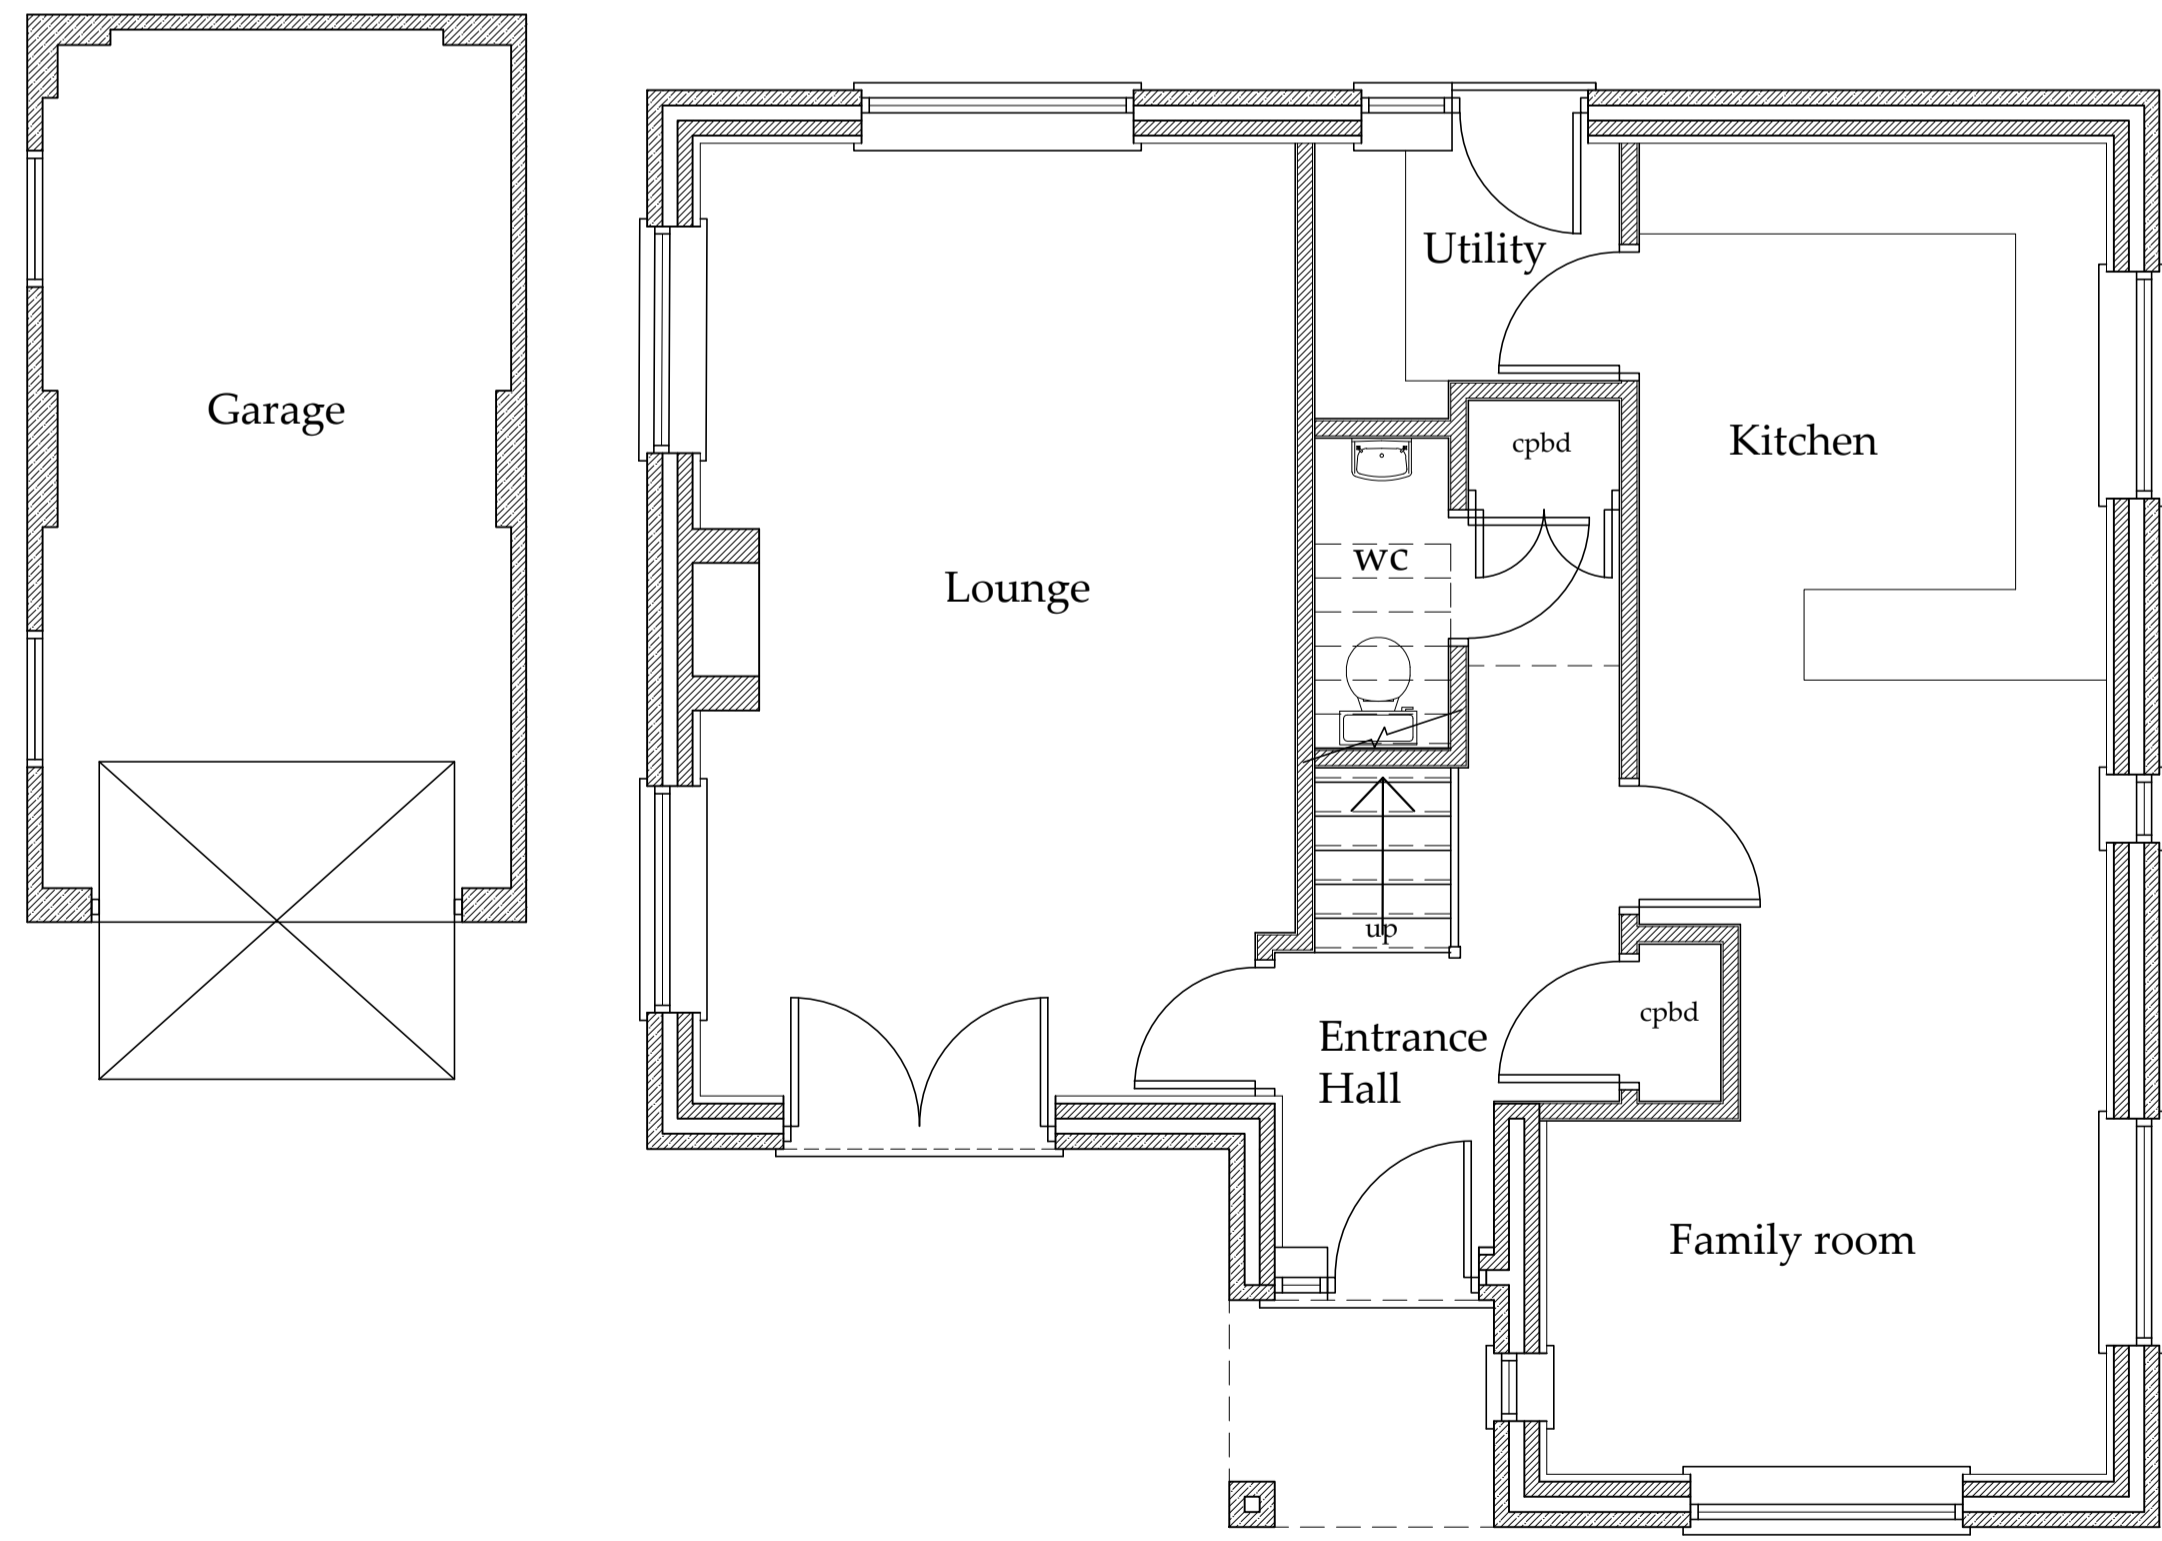 Garage
Lounge
Utility
cpbd
Kitchen
wc
up
cpbd
Entrance
Hall
Family room